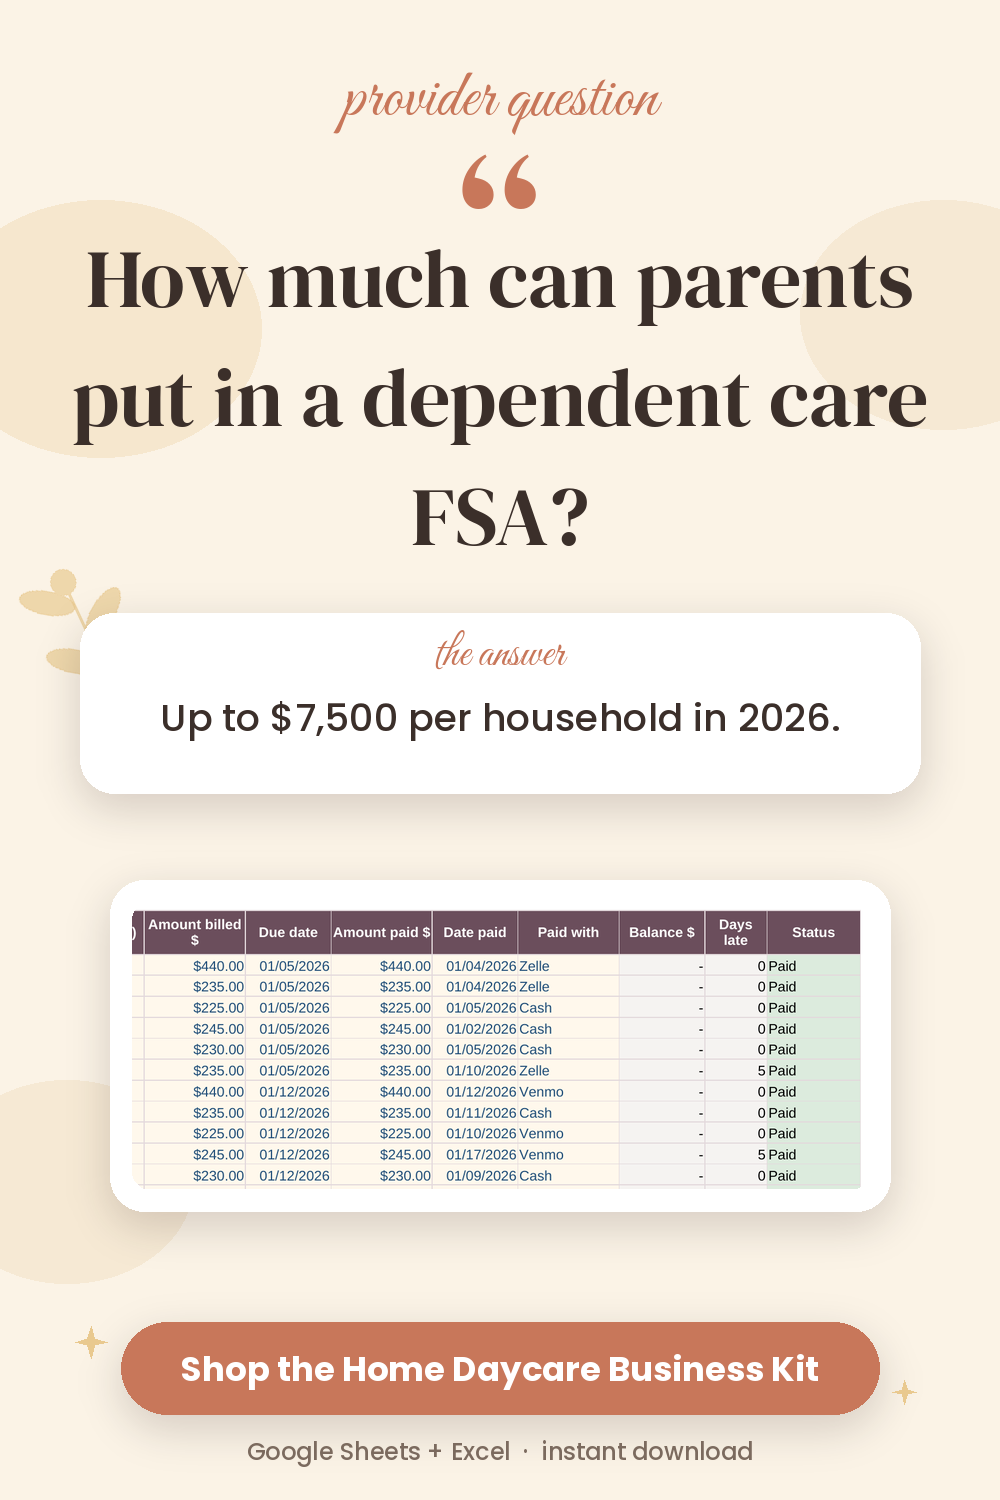 provider question
“
How much can parents
put in a dependent care
FSA?
the answer
Up to $7,500 per household in 2026.
) Amount billed $ Due date Amount paid $ Date paid Paid with Balance $ Days late Status
$440.00 01/05/2026 $440.00 01/04/2026 Zelle - 0 Paid
$235.00 01/05/2026 $235.00 01/04/2026 Zelle - 0 Paid
$225.00 01/05/2026 $225.00 01/05/2026 Cash - 0 Paid
$245.00 01/05/2026 $245.00 01/02/2026 Cash - 0 Paid
$230.00 01/05/2026 $230.00 01/05/2026 Cash - 0 Paid
$235.00 01/05/2026 $235.00 01/10/2026 Zelle - 5 Paid
$440.00 01/12/2026 $440.00 01/12/2026 Venmo - 0 Paid
$235.00 01/12/2026 $235.00 01/11/2026 Cash - 0 Paid
$225.00 01/12/2026 $225.00 01/10/2026 Venmo - 0 Paid
$245.00 01/12/2026 $245.00 01/17/2026 Venmo - 5 Paid
$230.00 01/12/2026 $230.00 01/09/2026 Cash - 0 Paid
Shop the Home Daycare Business Kit
Google Sheets + Excel · instant download